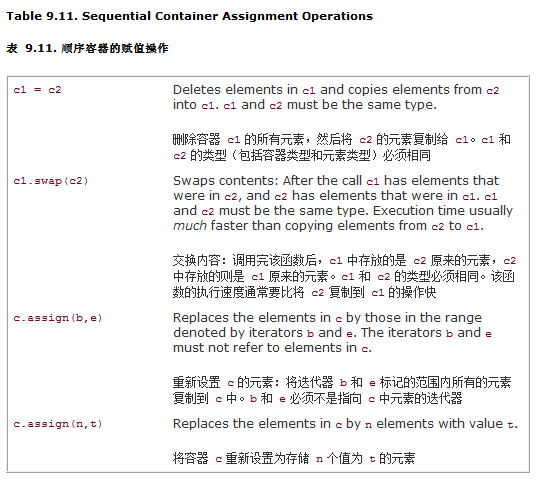 Table 9.11. Sequential Container Assignment Operations
表 9.11. 顺序容器的赋值操作
c1 = c2
Deletes elements in c1 and copies elements from c2
into c1. c1 and c2 must be the same type.
删除容器 c1 的所有元素，然后将 c2 的元素复制给 c1。c1 和
c2 的类型（包括容器类型和元素类型）必须相同
c1.swap(c2)
Swaps contents: After the call c1 has elements that
were in c2, and c2 has elements that were in c1. c1
and c2 must be the same type. Execution time usually
much faster than copying elements from c2 to c1.
交换内容：调用完该函数后，c1 中存放的是 c2 原来的元素，c2
中存放的则是 c1 原来的元素。c1 和 c2 的类型必须相同。该函
数的执行速度通常要比将 c2 复制到 c1 的操作快
c.assign(b,e)
Replaces the elements in c by those in the range
denoted by iterators b and e. The iterators b and e
must not refer to elements in c.
重新设置 c 的元素：将迭代器 b 和 e 标记的范围内所有的元素
复制到 c 中。b 和 e 必须不是指向 c 中元素的迭代器
c.assign(n,t)
Replaces the elements in c by n elements with value t.
将容器 c 重新设置为存储 n 个值为 t 的元素